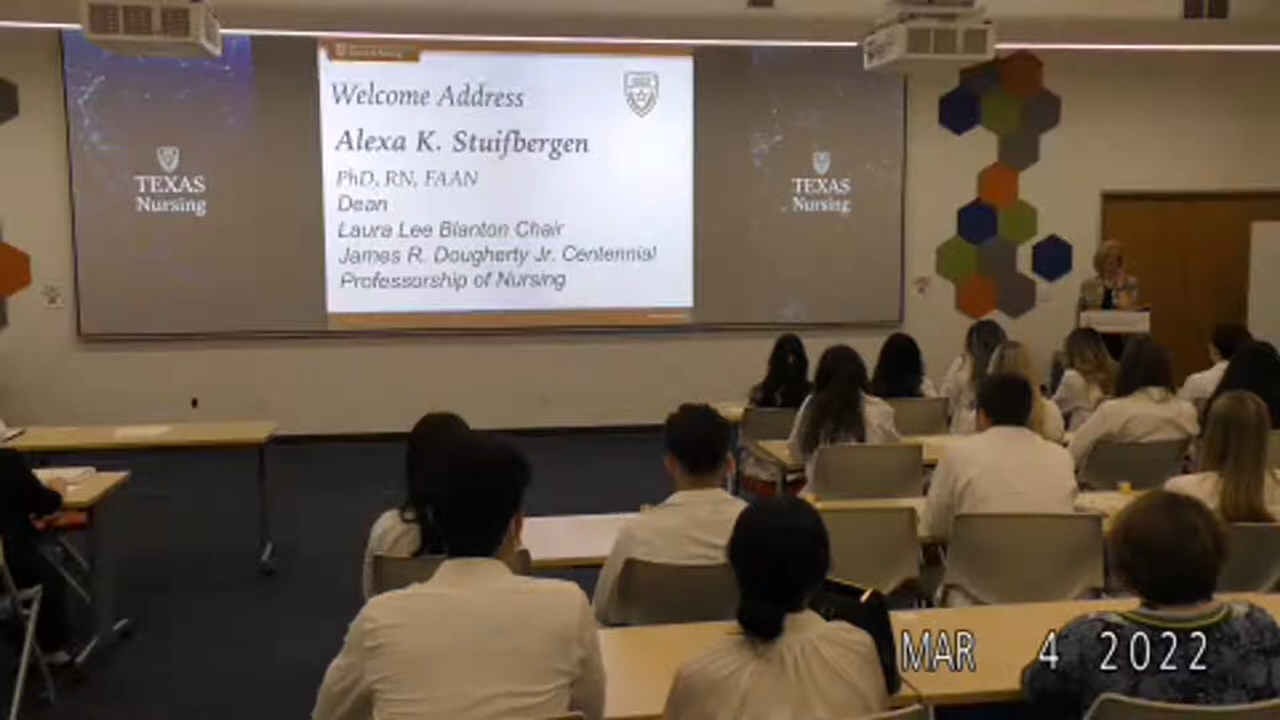 Welcome Address
Alexa K. Stuifbergen
PhD, RN, FAAN
Dean
Laura Lee Blanton Chair
James R. Dougherty Jr. Centennial
Professorship of Nursing
TEXAS
Nursing
TEXAS
Nursing
MAR 4 2022